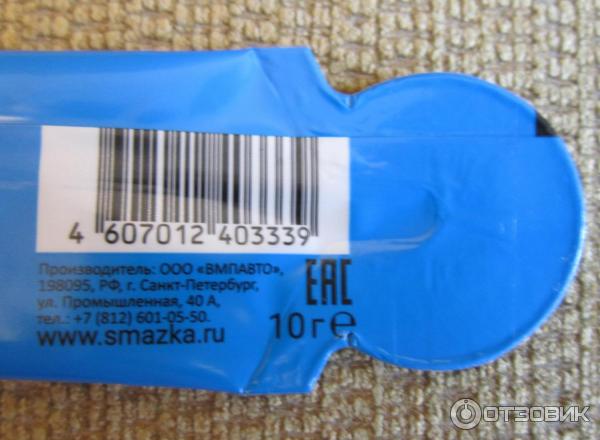 4 607012 403339
Производитель: ООО «ВМПАВТО»,
198095, РФ, г. Санкт-Петербург,
ул. Промышленная, 40 А,
тел.: +7 (812) 601-05-50.
www.smazka.ru
ЕАС
10 г е
ОТЗОВИК